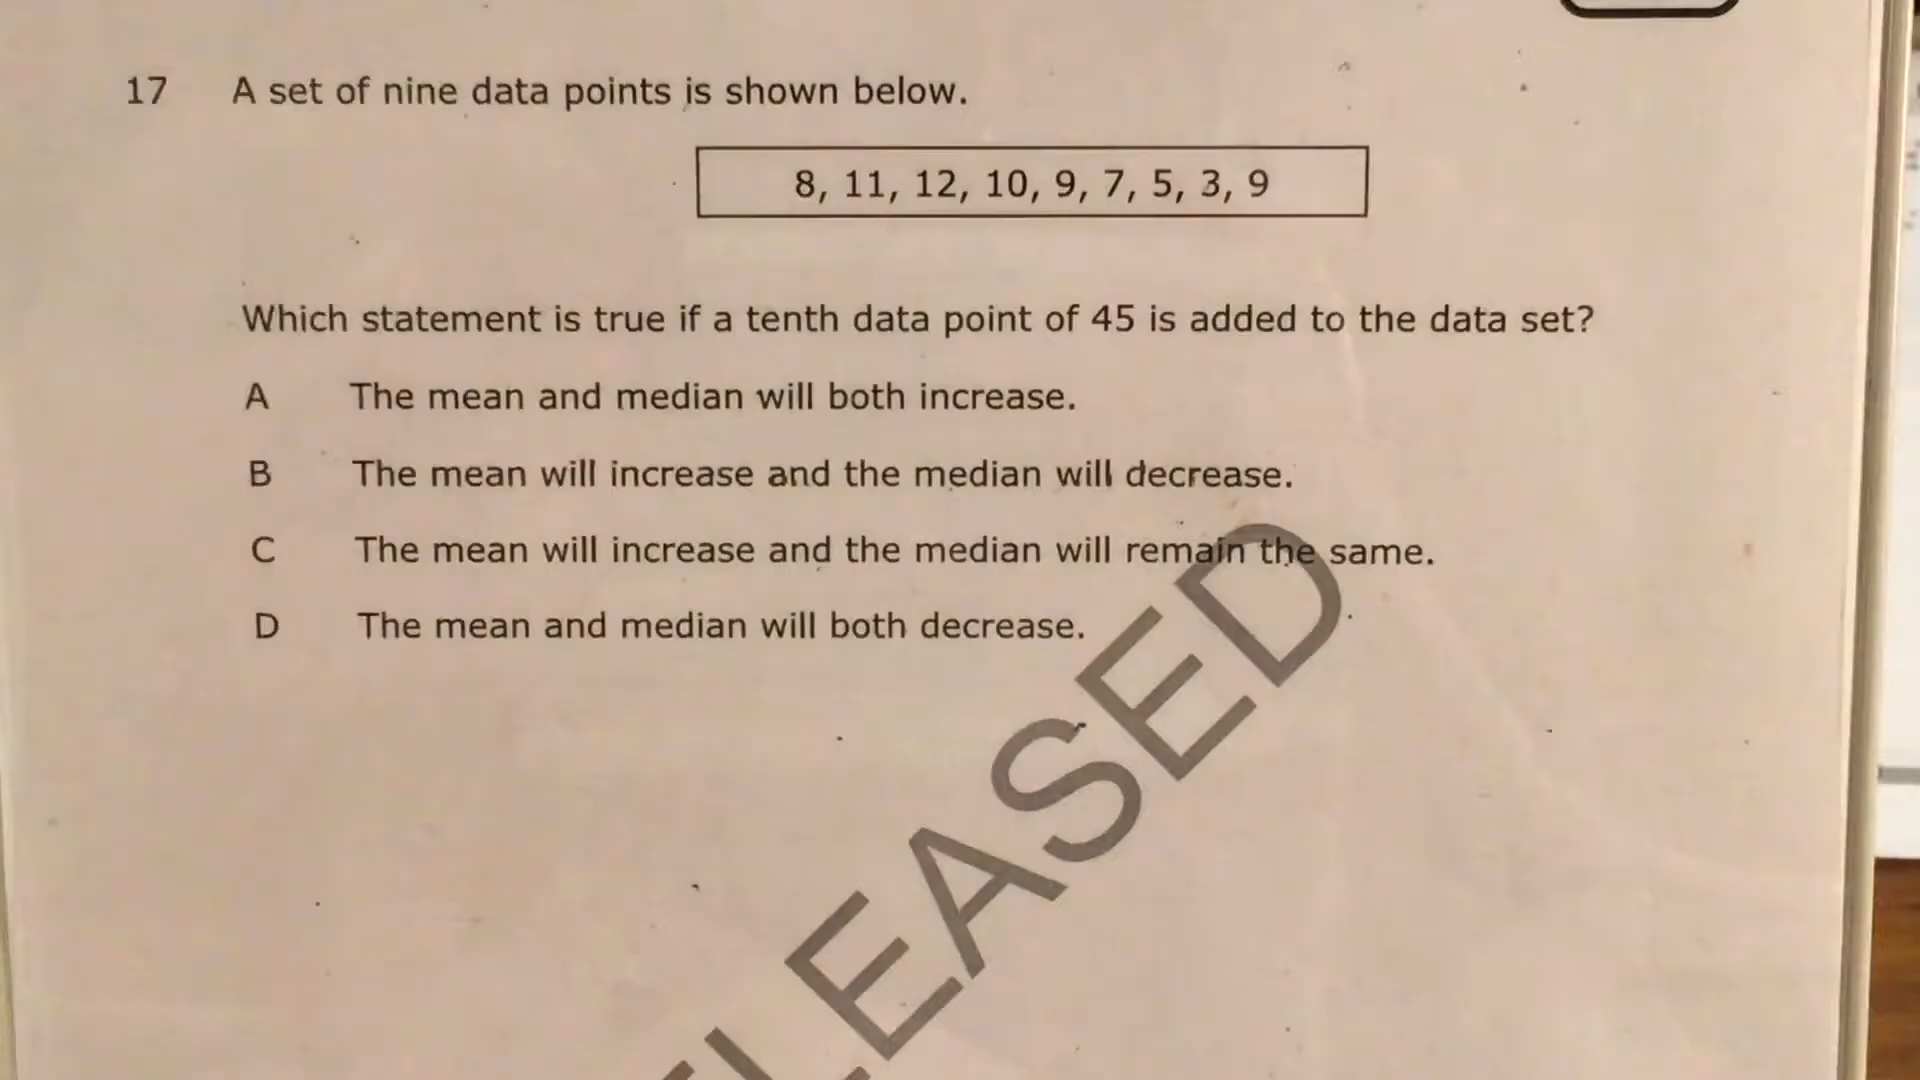 17 A set of nine data points is shown below.
8, 11, 12, 10, 9, 7, 5, 3, 9
Which statement is true if a tenth data point of 45 is added to the data set?
A The mean and median will both increase.
B The mean will increase and the median will decrease.
C The mean will increase and the median will remain the same.
D The mean and median will both decrease.
ELEASED